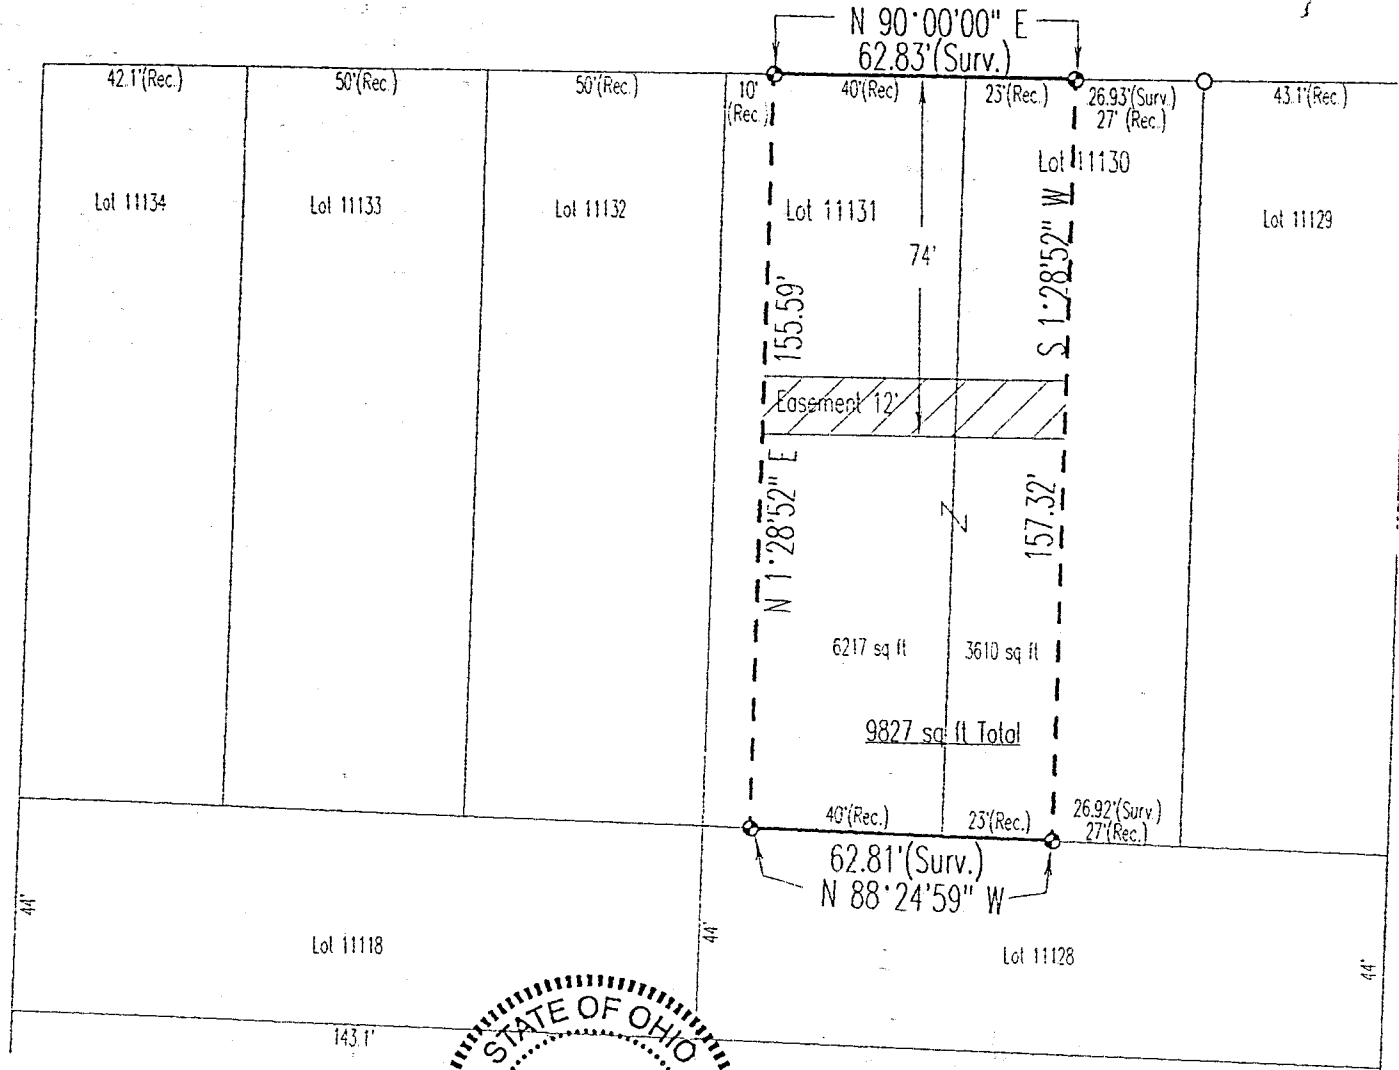 N 90°00'00" E
62.83'(Surv.)
42.1'(Rec.)
50'(Rec.)
50'(Rec.)
10'
(Rec.)
40'(Rec)
23'(Rec.)
26.93'(Surv.)
27' (Rec.)
43.1'(Rec.)
Lot 11130
Lot 11134
Lot 11133
Lot 11132
Lot 11131
Lot 11129
74'
155.59'
S 1°28'52" W
Easement 12'
N 1°28'52" E
157.32'
6217 sq ft
3610 sq ft
9827 sq ft Total
40'(Rec.)
23'(Rec.)
26.92'(Surv.)
27'(Rec.)
62.81'(Surv.)
N 88°24'59" W
44'
44'
44'
Lot 11118
Lot 11128
143.1'
STATE OF OHIO